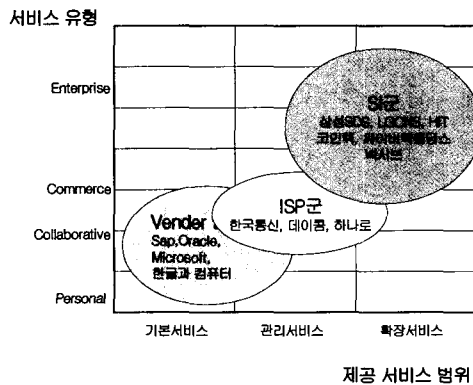 서비스 유형
Enterprise
SI군
삼성SDS, LGCNS, HIT
Commerce
ISP군
한국통신, 데이콤, 하나로
Vender
Collaborative
Sap,Oracle,
Microsoft,
한글과 컴퓨터
Personal
기본서비스
관리서비스
확장서비스
제공 서비스 범위